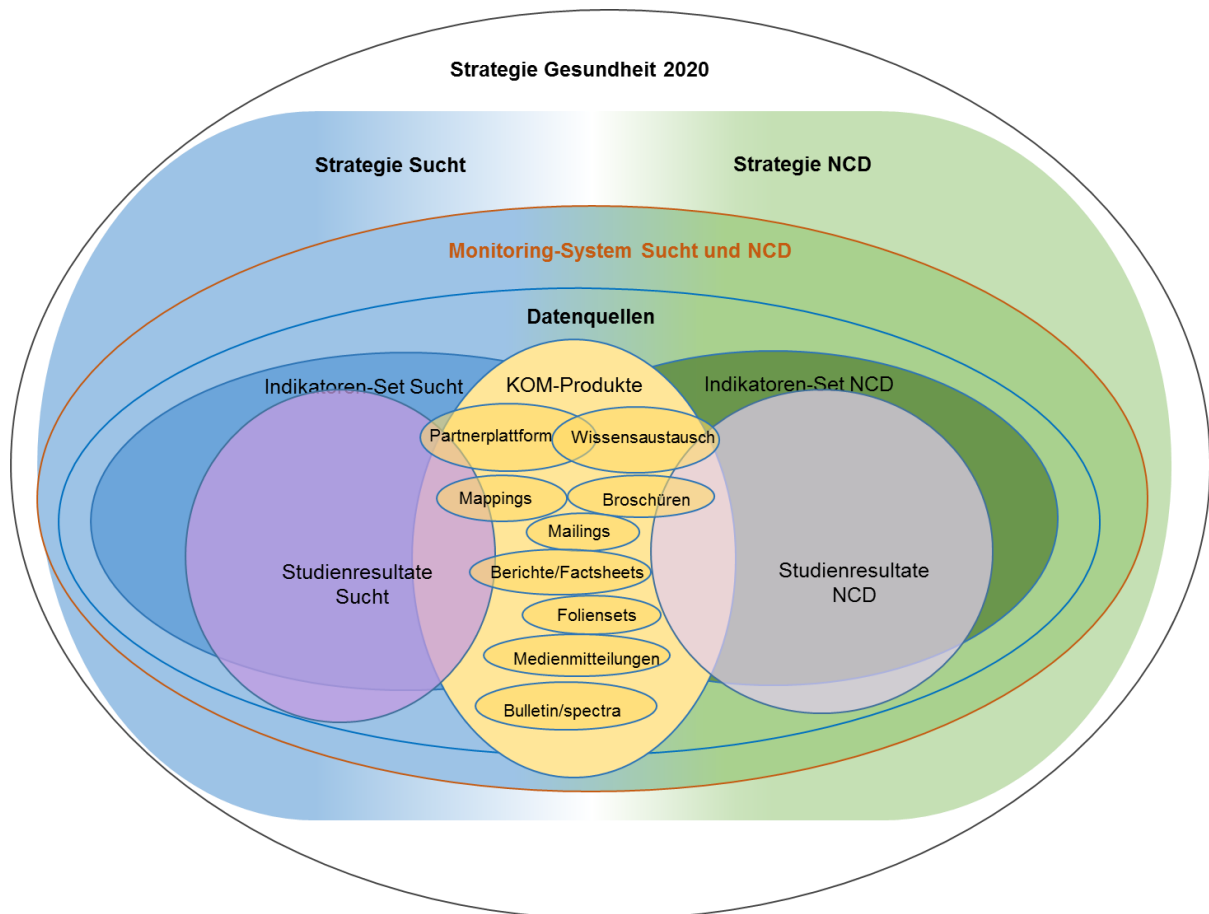 Strategie Gesundheit 2020
Strategie Sucht
Strategie NCD
Monitoring-System Sucht und NCD
Datenquellen
Indikatoren-Set Sucht
KOM-Produkte
Indikatoren-Set NCD
Partnerplattform
Wissensaustausch
Mappings
Broschüren
Mailings
Berichte/Factsheets
Studienresultate
Sucht
Studienresultate
NCD
Foliensets
Medienmitteilungen
Bulletin/spectra